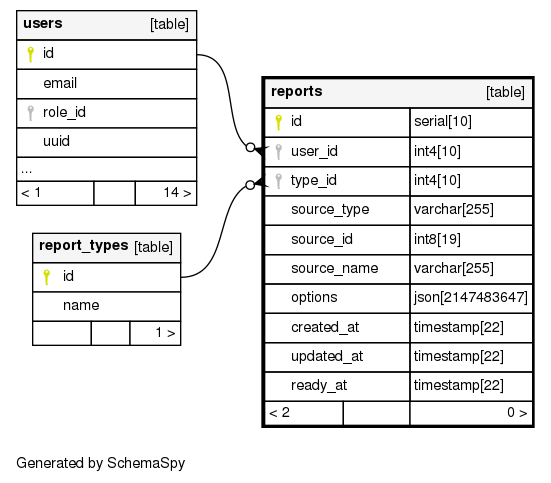 users [table]
id
email
role_id
uuid
...
< 1 14 >
report_types [table]
id
name
1 >
reports [table]
id serial[10]
user_id int4[10]
type_id int4[10]
source_type varchar[255]
source_id int8[19]
source_name varchar[255]
options json[2147483647]
created_at timestamp[22]
updated_at timestamp[22]
ready_at timestamp[22]
< 2 0 >
Generated by SchemaSpy